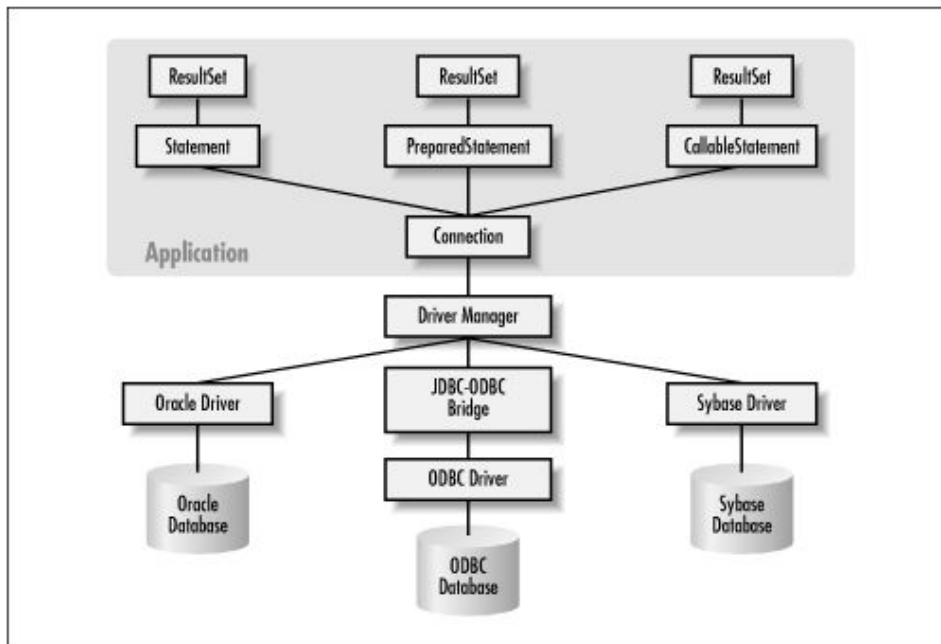 ResultSet
ResultSet
ResultSet
Statement
PreparedStatement
CallableStatement
Connection
Application
Driver Manager
Oracle Driver
JDBC-ODBC
Bridge
Sybase Driver
ODBC Driver
Oracle
Database
Sybase
Database
ODBC
Database